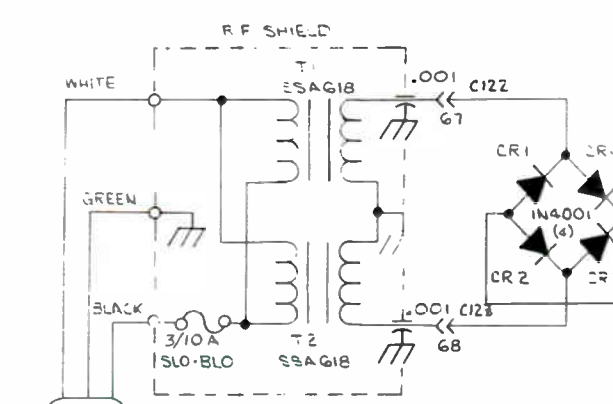 RF SHIELD
T1
ESAG18
WHITE
.001 C122
67
GREEN
CR1
1N4001
(4)
CR2
BLACK
3/10 A
SLO-BLO
T2
SSAG18
.001 C123
68